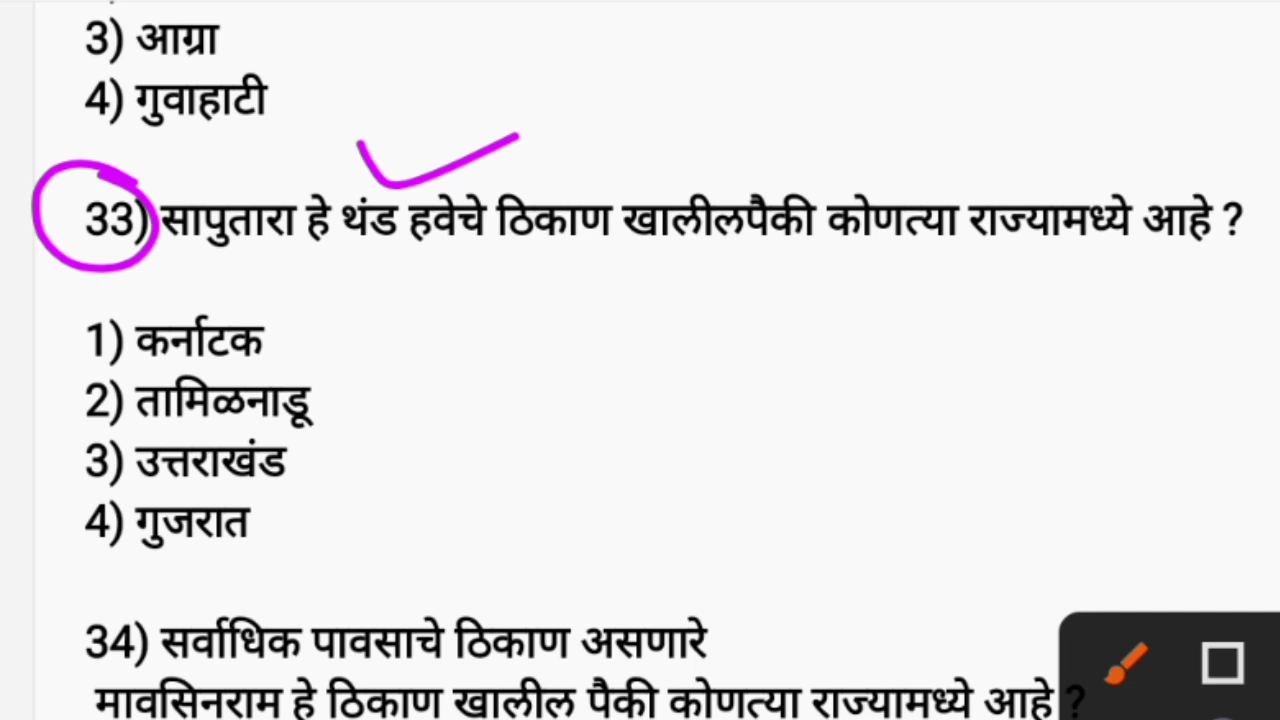 3) आग्रा
4) गुवाहाटी
33) सापुतारा हे थंड हवेचे ठिकाण खालीलपैकी कोणत्या राज्यामध्ये आहे ?
1) कर्नाटक
2) तामिळनाडू
3) उत्तराखंड
4) गुजरात
34) सर्वाधिक पावसाचे ठिकाण असणारे
मावसिनराम हे ठिकाण खालील पैकी कोणत्या राज्यामध्ये आहे ?